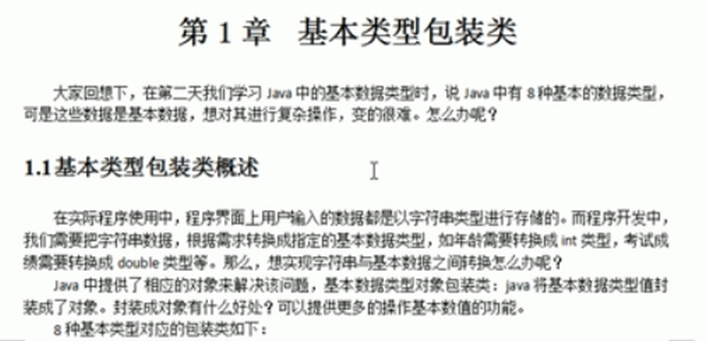 第 1 章 基本类型包装类
大家回想下，在第二天我们学习 Java 中的基本数据类型时，说 Java 中有 8 种基本的数据类型，
可是这些数据是基本数据，想对其进行复杂操作，变的很难。怎么办呢？
1.1基本类型包装类概述
在实际程序使用中，程序界面上用户输入的数据都是以字符串类型进行存储的。而程序开发中，
我们需要把字符串数据，根据需求转换成指定的基本数据类型，如年龄需要转换成 int 类型，考试成
绩需要转换成 double 类型等。那么，想实现字符串与基本数据之间转换怎么办呢？
Java 中提供了相应的对象来解决该问题，基本数据类型对象包装类：java 将基本数据类型值封
装成了对象。封装成对象有什么好处？可以提供更多的操作基本数值的功能。
8 种基本类型对应的包装类如下：